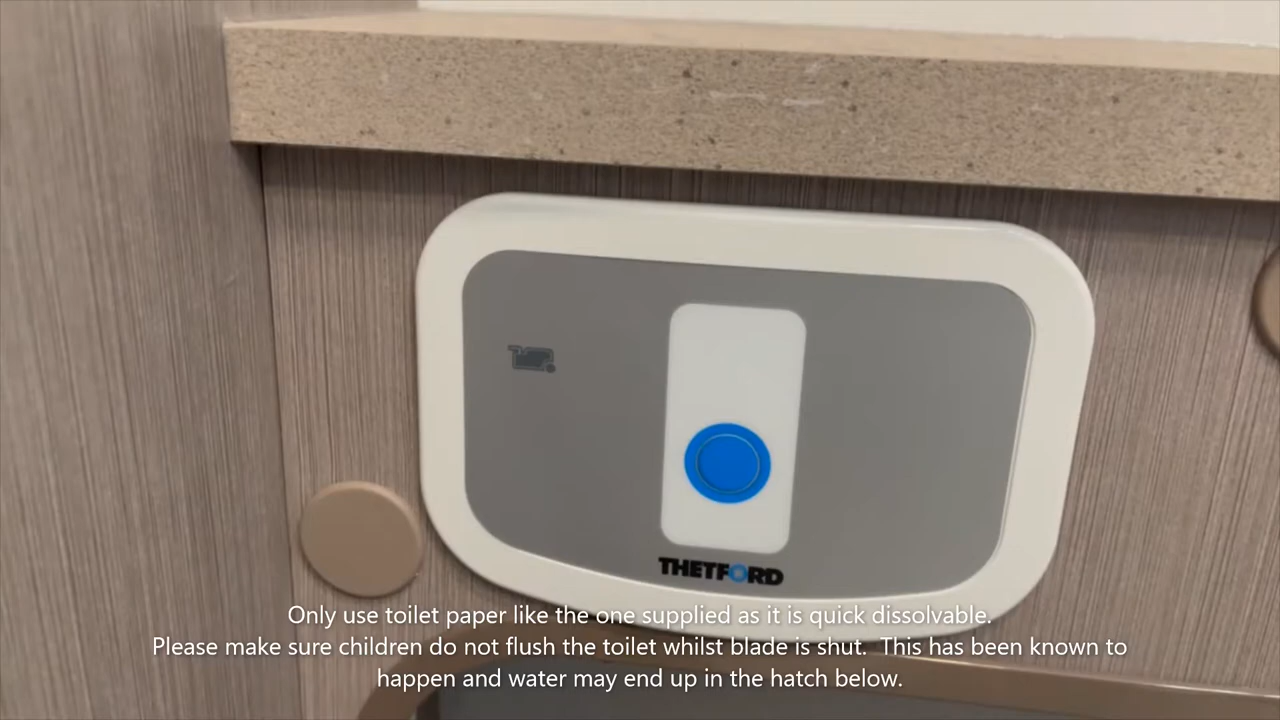 THETFORD
Only use toilet paper like the one supplied as it is quick dissolvable.
Please make sure children do not flush the toilet whilst blade is shut.  This has been known to
happen and water may end up in the hatch below.